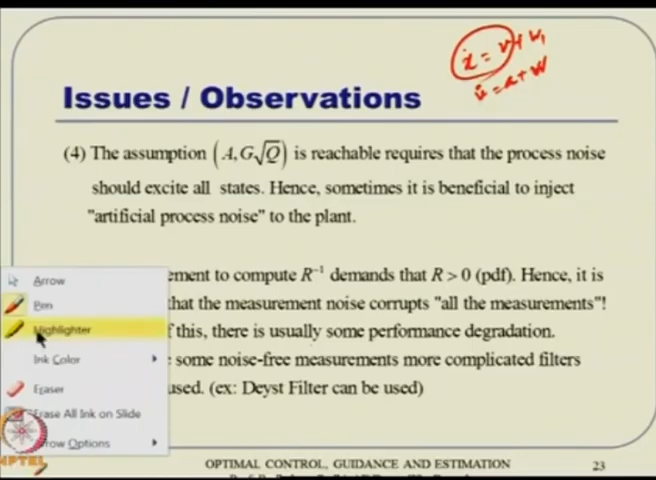 ẋ = v + w₁
v̇ = a + w
Issues / Observations
(4) The assumption (A, G√Q) is reachable requires that the process noise
should excite all states. Hence, sometimes it is beneficial to inject
"artificial process noise" to the plant.
ement to compute R⁻¹ demands that R > 0 (pdf). Hence, it is
that the measurement noise corrupts "all the measurements"!
f this, there is usually some performance degradation.
e some noise-free measurements more complicated filters
used. (ex: Deyst Filter can be used)
Arrow
Pen
Highlighter
Ink Color
Eraser
Erase All Ink on Slide
row Options
NPTEL
OPTIMAL CONTROL, GUIDANCE AND ESTIMATION
23